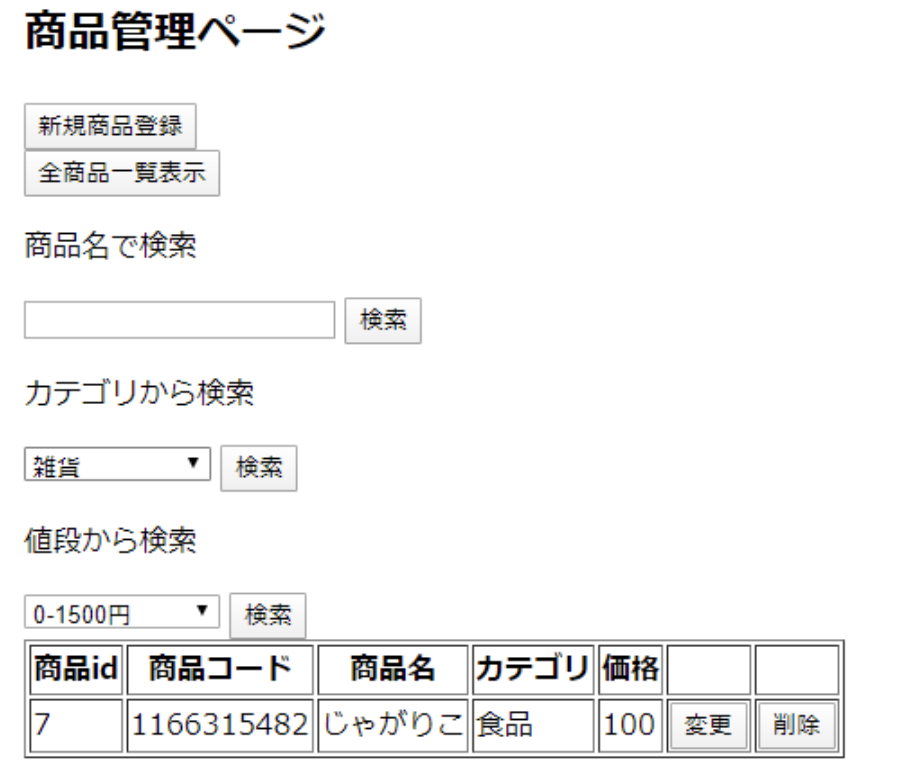 商品管理ページ
新規商品登録
全商品一覧表示
商品名で検索
検索
カテゴリから検索
雑貨 ▼ 検索
値段から検索
0-1500円 ▼ 検索
商品id 商品コード 商品名 カテゴリ 価格
7 1166315482 じゃがりこ 食品 100 変更 削除